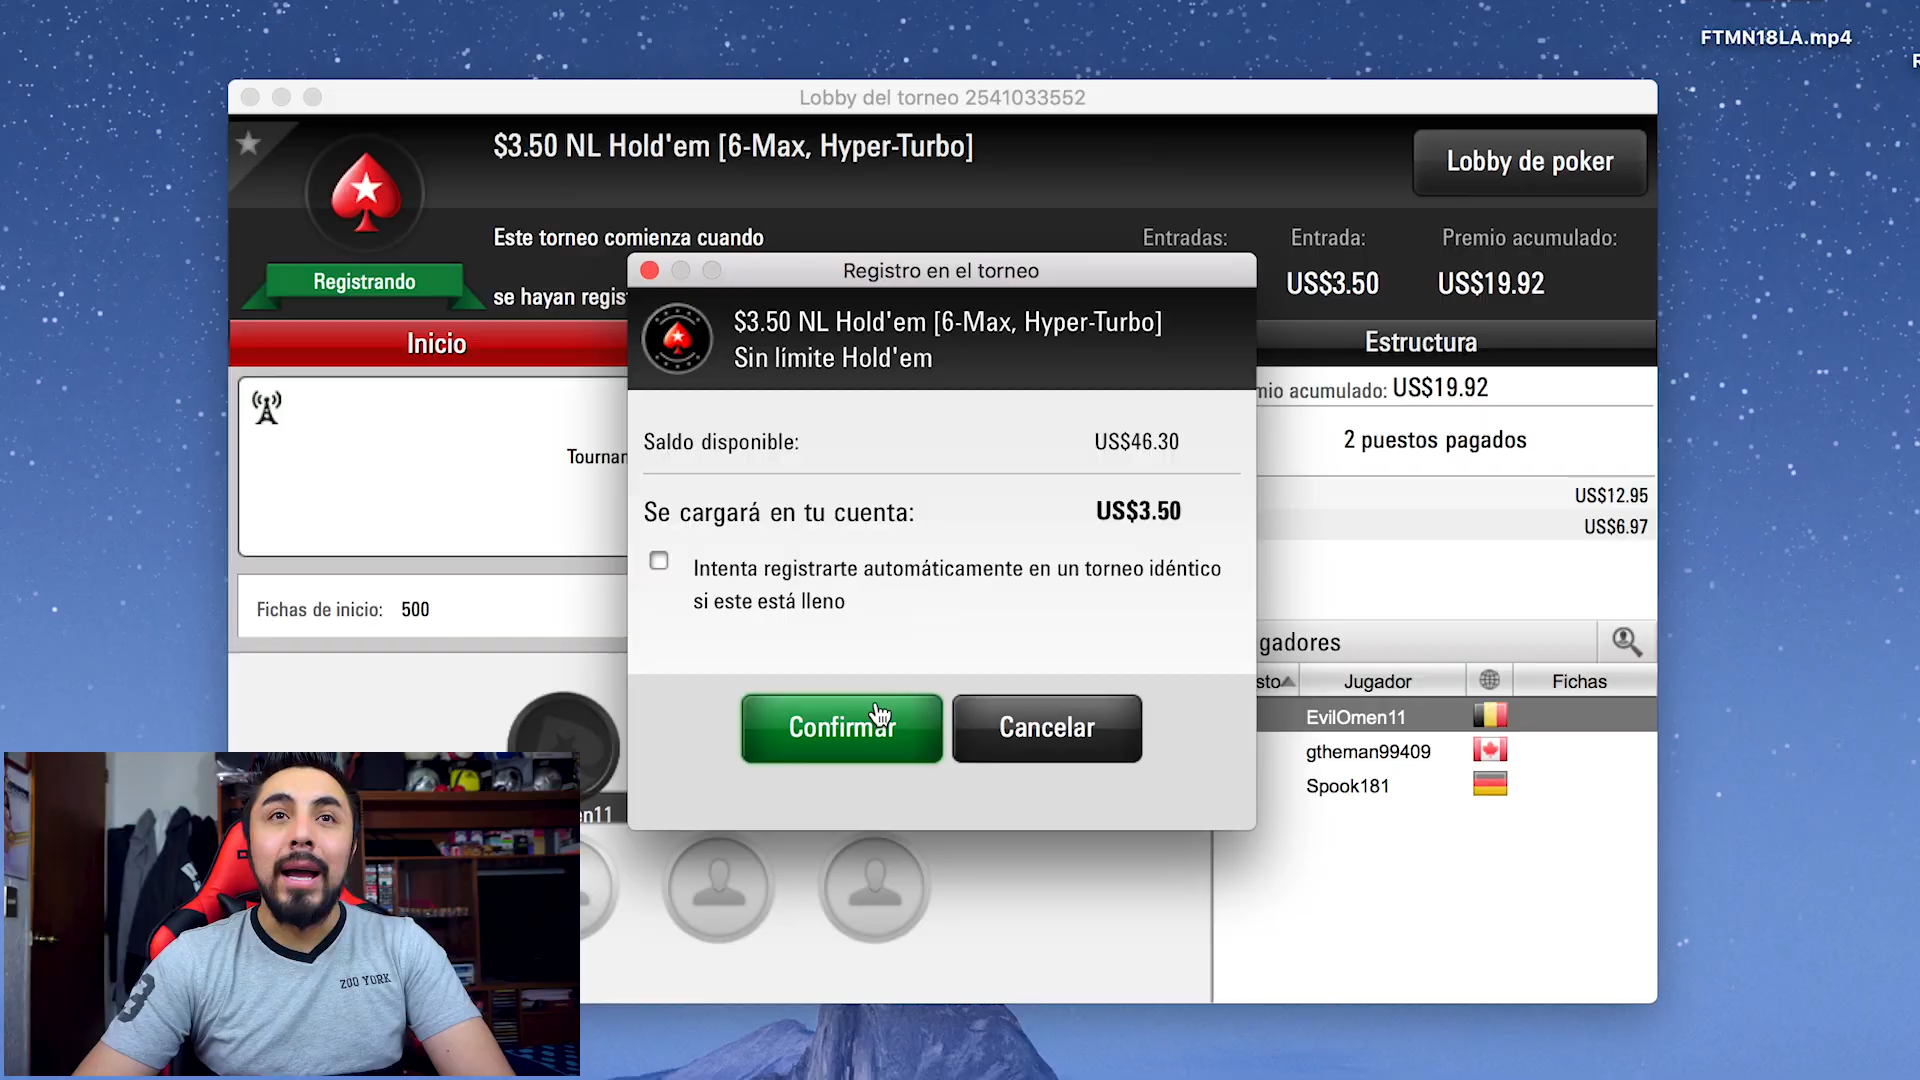 FTMN18LA.mp4
Lobby del torneo 2541033552
$3.50 NL Hold'em [6-Max, Hyper-Turbo]
Lobby de poker
Este torneo comienza cuando
Entradas:
Entrada:
Premio acumulado:
Registrando
se hayan regis
US$3.50
US$19.92
Inicio
Estructura
Registro en el torneo
$3.50 NL Hold'em [6-Max, Hyper-Turbo]
Sin límite Hold'em
Saldo disponible: US$46.30
Se cargará en tu cuenta: US$3.50
Intenta registrarte automáticamente en un torneo idéntico
si este está lleno
Confirmar
Cancelar
Tournan
Fichas de inicio: 500
mio acumulado: US$19.92
2 puestos pagados
US$12.95
US$6.97
gadores
sto
Jugador
Fichas
EvilOmen11
gtheman99409
Spook181
en11
ZOO YORK